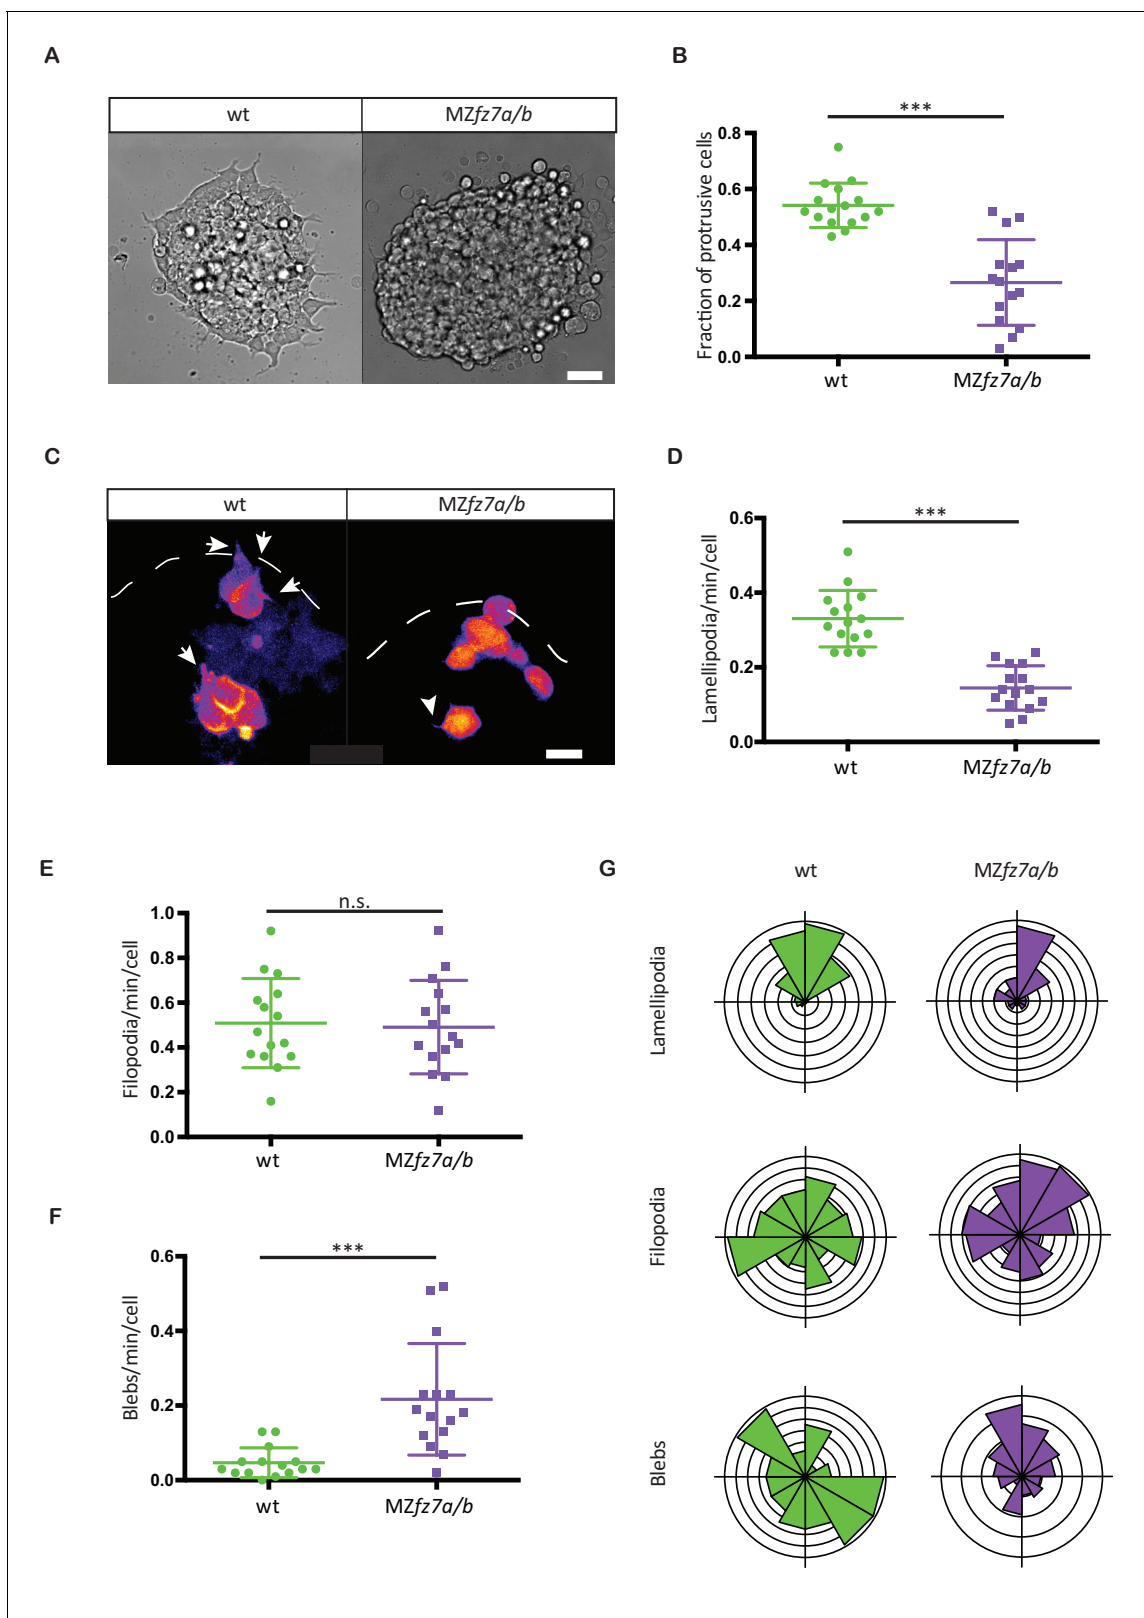 A
wt
MZfz7a/b
B
***
Fraction of protrusive cells
0.8
0.6
0.4
0.2
0.0
wt
MZfz7a/b
C
wt
MZfz7a/b
D
***
Lamellipodia/min/cell
0.6
0.4
0.2
0.0
wt
MZfz7a/b
E
n.s.
Filopodia/min/cell
1.0
0.8
0.6
0.4
0.2
0.0
wt
MZfz7a/b
F
***
Blebs/min/cell
0.6
0.4
0.2
0.0
wt
MZfz7a/b
G
wt
MZfz7a/b
Lamellipodia
Filopodia
Blebs